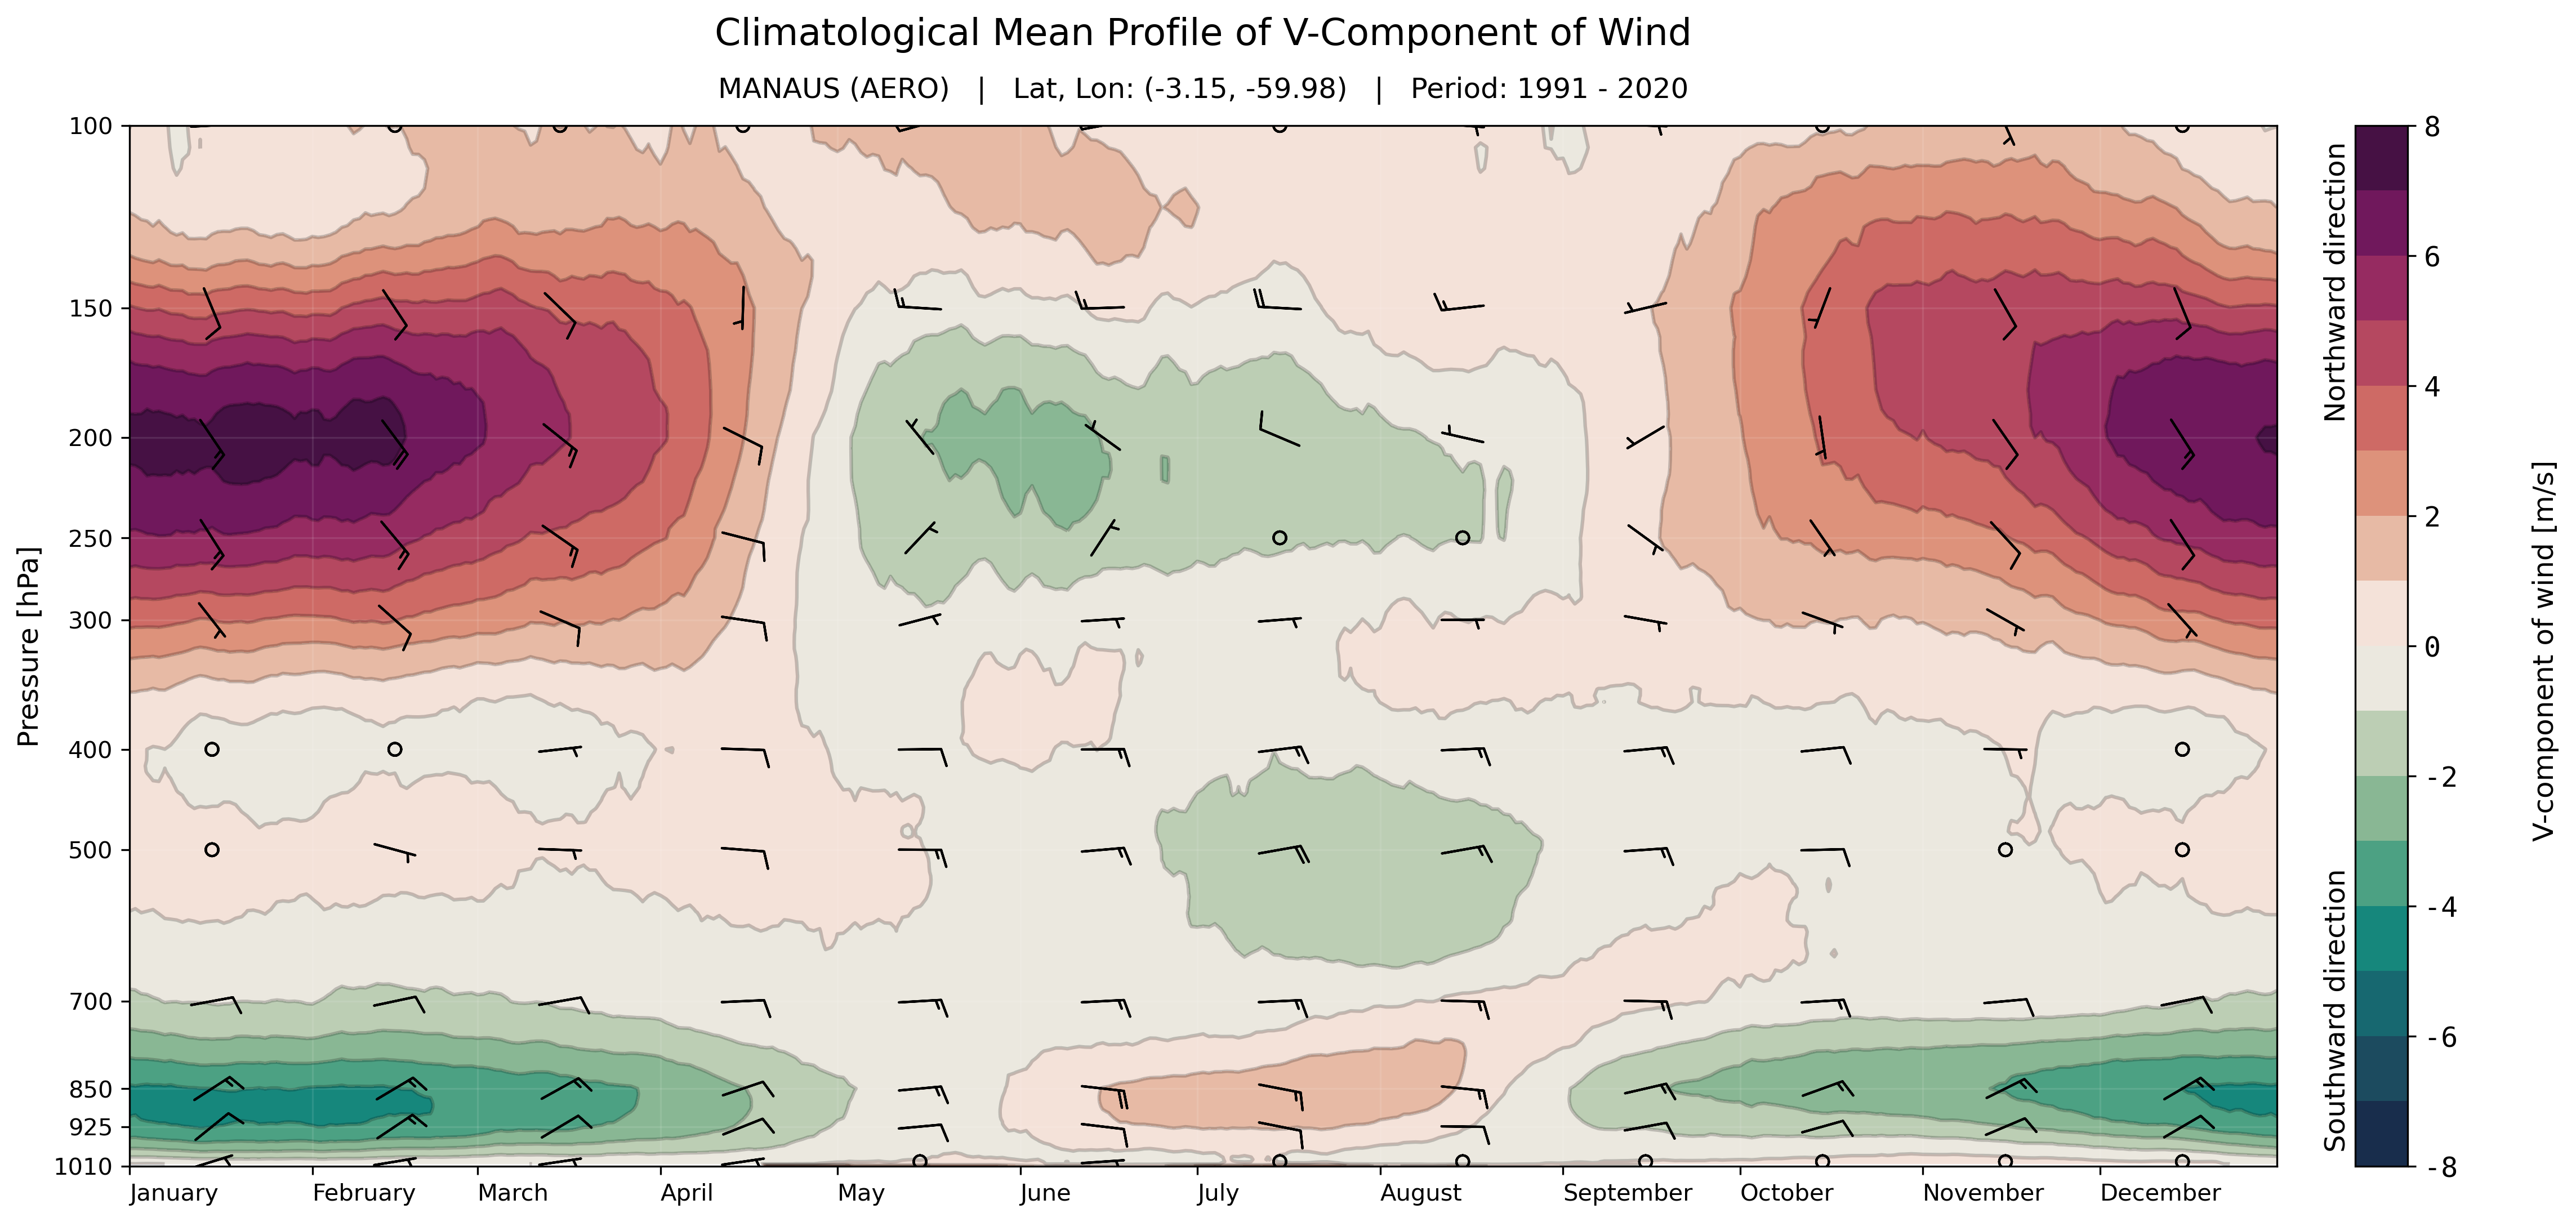 Climatological Mean Profile of V-Component of Wind
MANAUS (AERO) | Lat, Lon: (-3.15, -59.98) | Period: 1991 - 2020
Pressure [hPa]
100
150
200
250
300
400
500
700
850
925
1010
January February March April May June July August September October November December
Northward direction
Southward direction
8
6
4
2
0
-2
-4
-6
-8
V-component of wind [m/s]